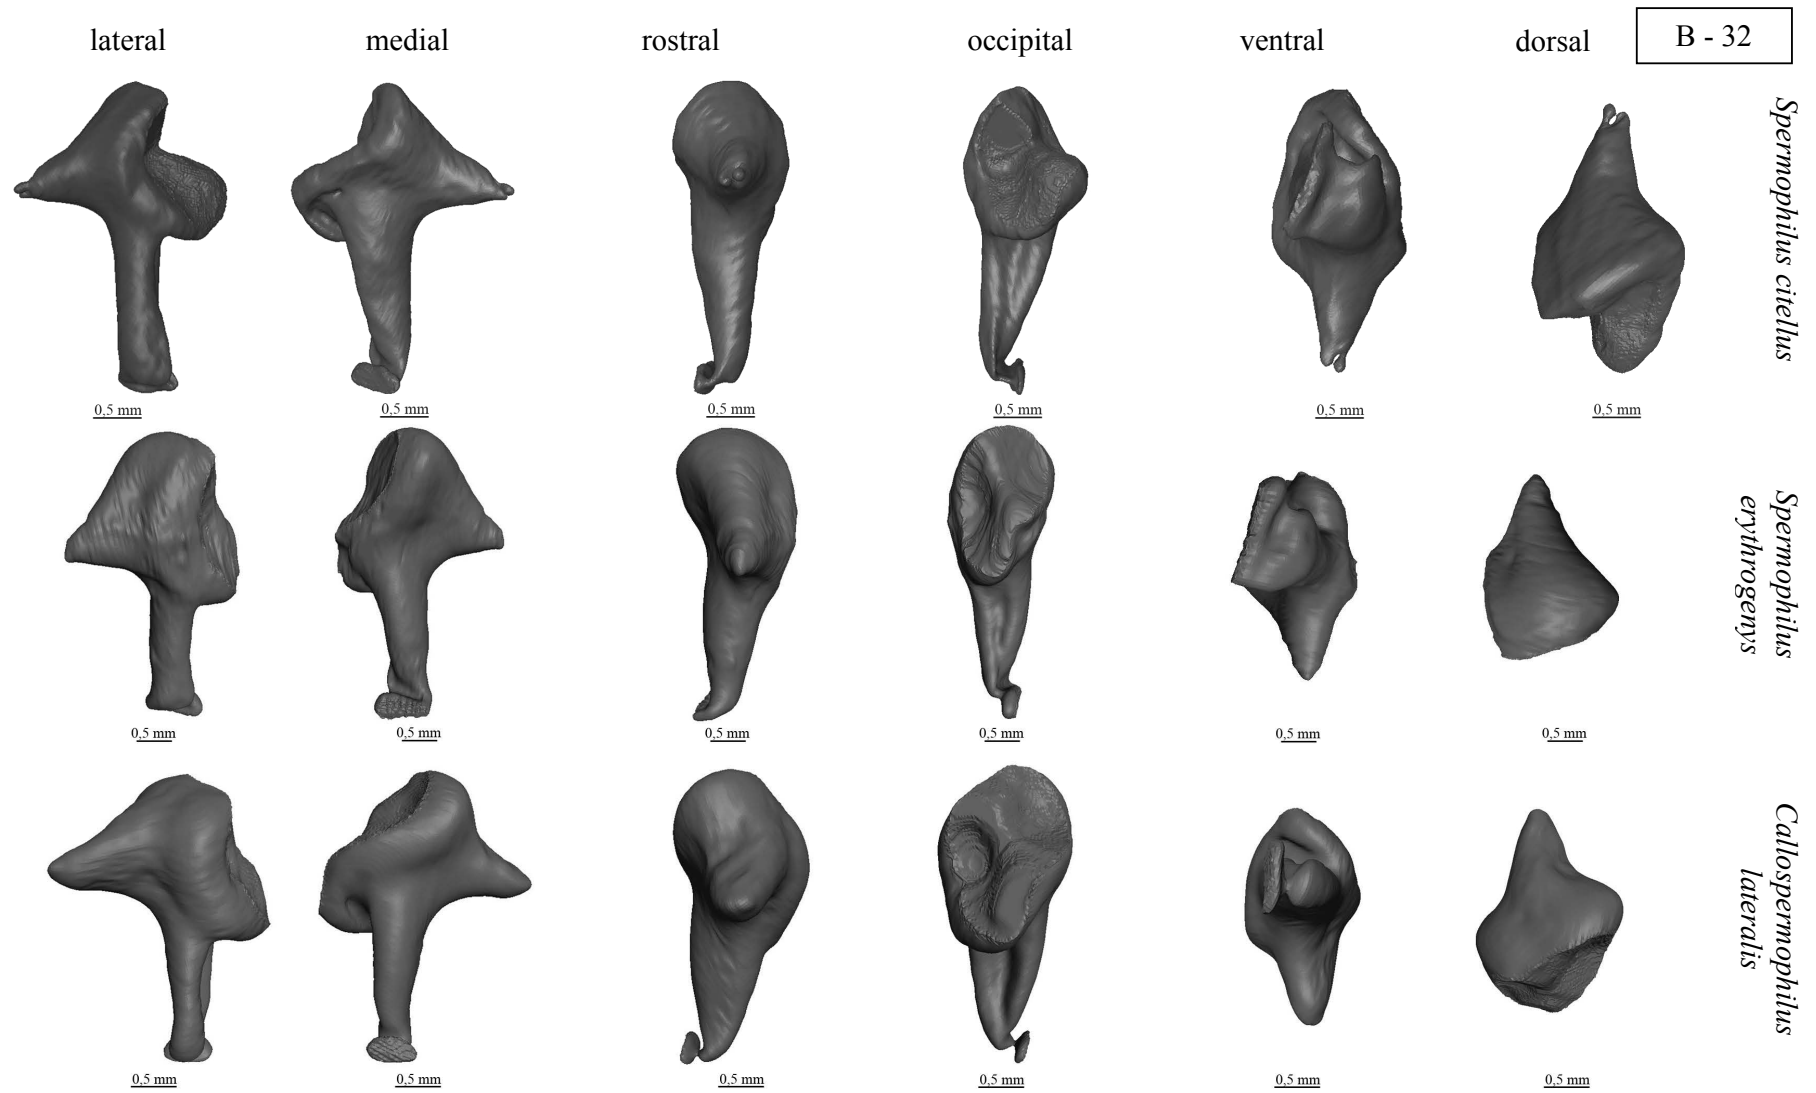 lateral medial rostral occipital ventral dorsal B - 32
Spermophilus citellus
0,5 mm 0,5 mm 0,5 mm 0,5 mm 0,5 mm 0,5 mm
Spermophilus
erythrogenys
0,5 mm 0,5 mm 0,5 mm 0,5 mm 0,5 mm 0,5 mm
Callospermophilus
lateralis
0,5 mm 0,5 mm 0,5 mm 0,5 mm 0,5 mm 0,5 mm